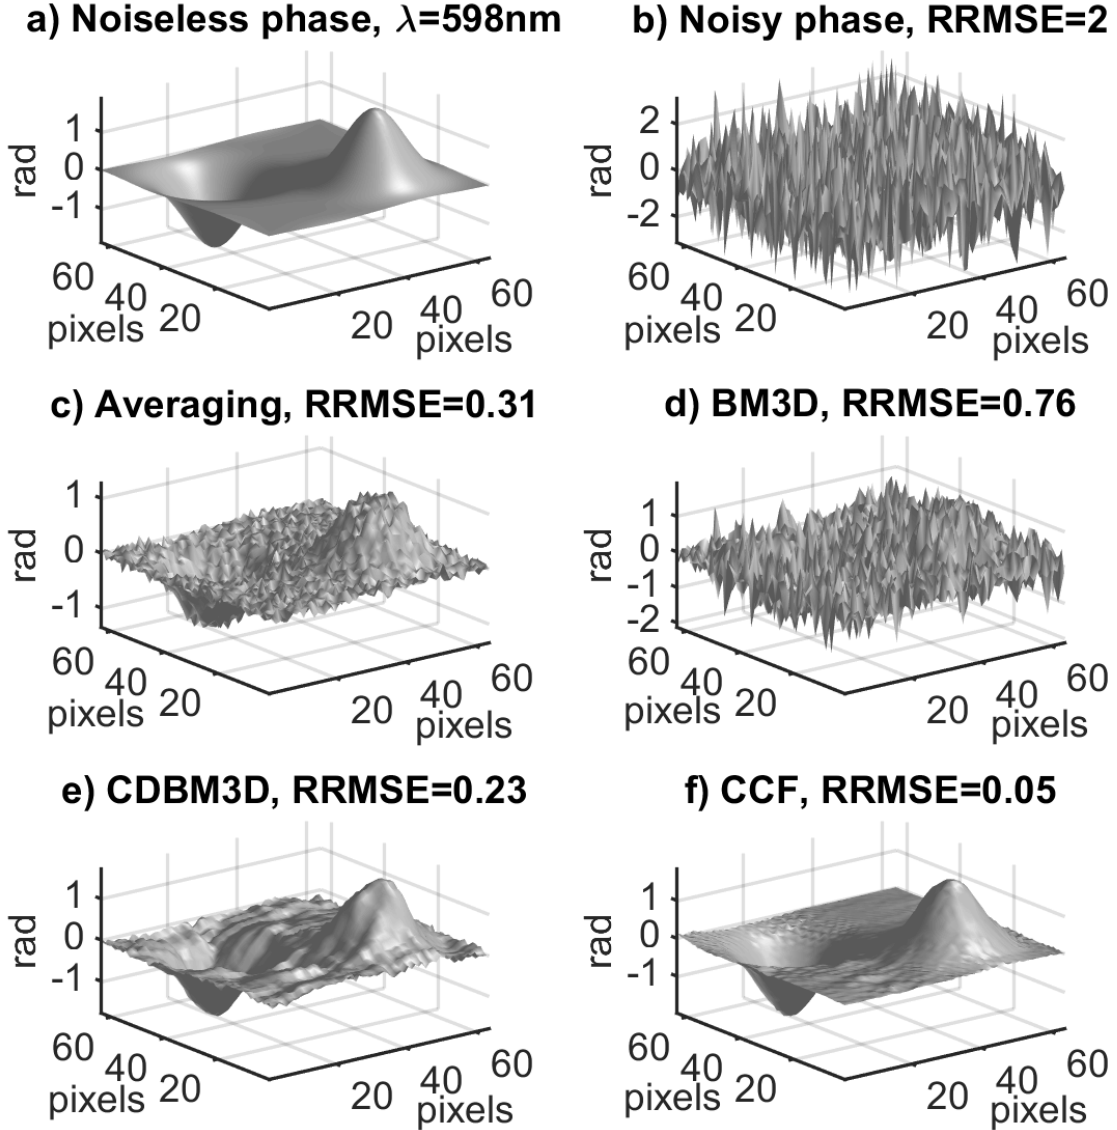 a) Noiseless phase, λ=598nm
rad
1
0
-1
60
40
20
pixels
20
40
60
pixels
b) Noisy phase, RRMSE=2
rad
2
0
-2
60
40
20
pixels
20
40
60
pixels
c) Averaging, RRMSE=0.31
rad
1
0
-1
60
40
20
pixels
20
40
60
pixels
d) BM3D, RRMSE=0.76
rad
1
0
-1
-2
60
40
20
pixels
20
40
60
pixels
e) CDBM3D, RRMSE=0.23
rad
1
0
-1
60
40
20
pixels
20
40
60
pixels
f) CCF, RRMSE=0.05
rad
1
0
-1
60
40
20
pixels
20
40
60
pixels